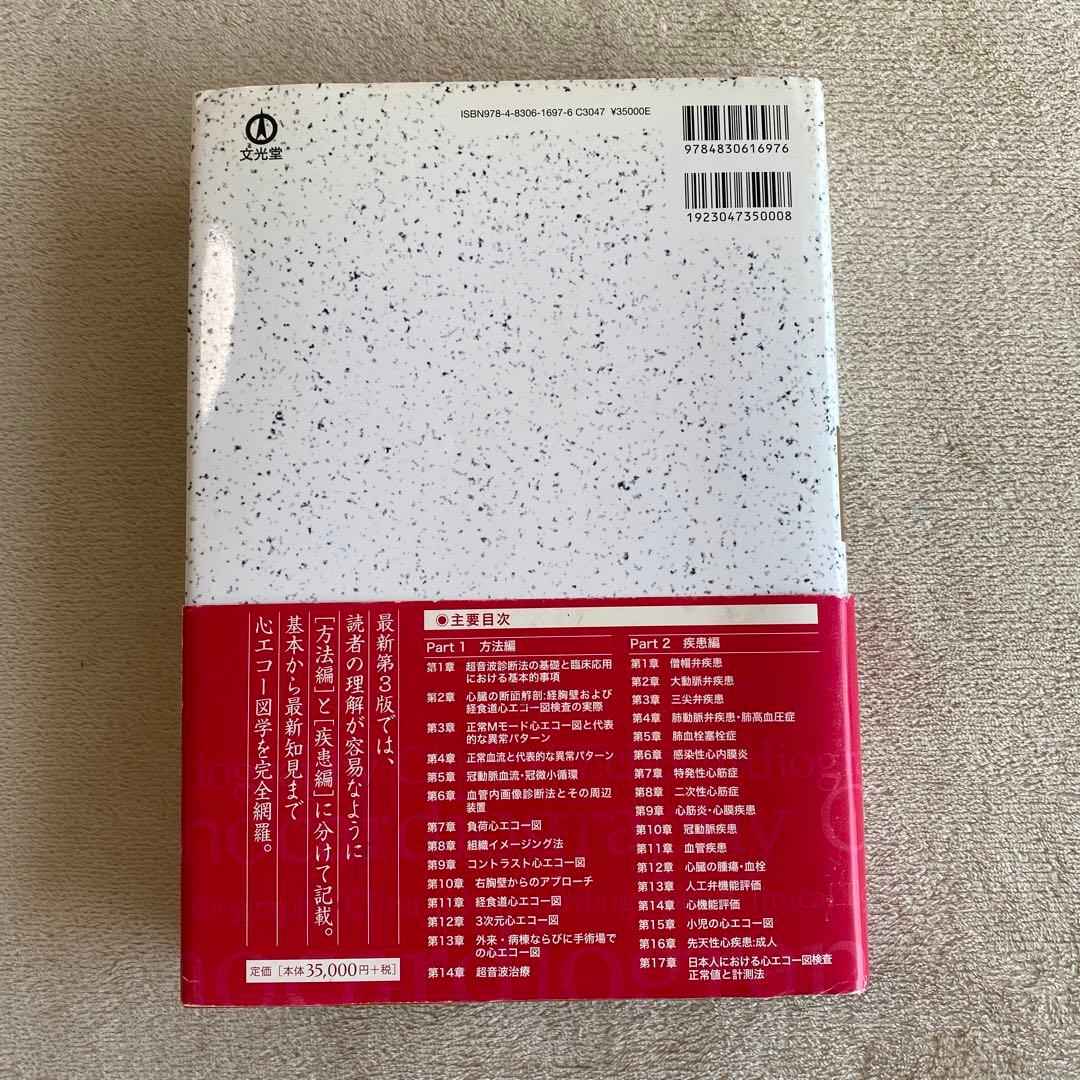 文光堂
ISBN978-4-8306-1697-6 C3047 ¥35000E
9784830616976
1923047350008
最新第3版では、
読者の理解が容易なように
[方法編]と[疾患編]に分けて記載。
基本から最新知見まで
心エコー図学を完全網羅。
定価 [本体35,000円+税]
◉主要目次
Part 1 方法編
第1章 超音波診断法の基礎と臨床応用
における基本的事項
第2章 心臓の断面解剖:経胸壁および
経食道心エコー図検査の実際
第3章 正常Mモード心エコー図と代表
的な異常パターン
第4章 正常血流と代表的な異常パターン
第5章 冠動脈血流・冠微小循環
第6章 血管内画像診断法とその周辺
装置
第7章 負荷心エコー図
第8章 組織イメージング法
第9章 コントラスト心エコー図
第10章 右胸壁からのアプローチ
第11章 経食道心エコー図
第12章 3次元心エコー図
第13章 外来・病棟ならびに手術場で
の心エコー図
第14章 超音波治療
Part 2 疾患編
第1章 僧帽弁疾患
第2章 大動脈弁疾患
第3章 三尖弁疾患
第4章 肺動脈弁疾患・肺高血圧症
第5章 肺血栓塞栓症
第6章 感染性心内膜炎
第7章 特発性心筋症
第8章 二次性心筋症
第9章 心筋炎・心膜疾患
第10章 冠動脈疾患
第11章 血管疾患
第12章 心臓の腫瘍・血栓
第13章 人工弁機能評価
第14章 心機能評価
第15章 小児の心エコー図
第16章 先天性心疾患:成人
第17章 日本人における心エコー図検査
正常値と計測法